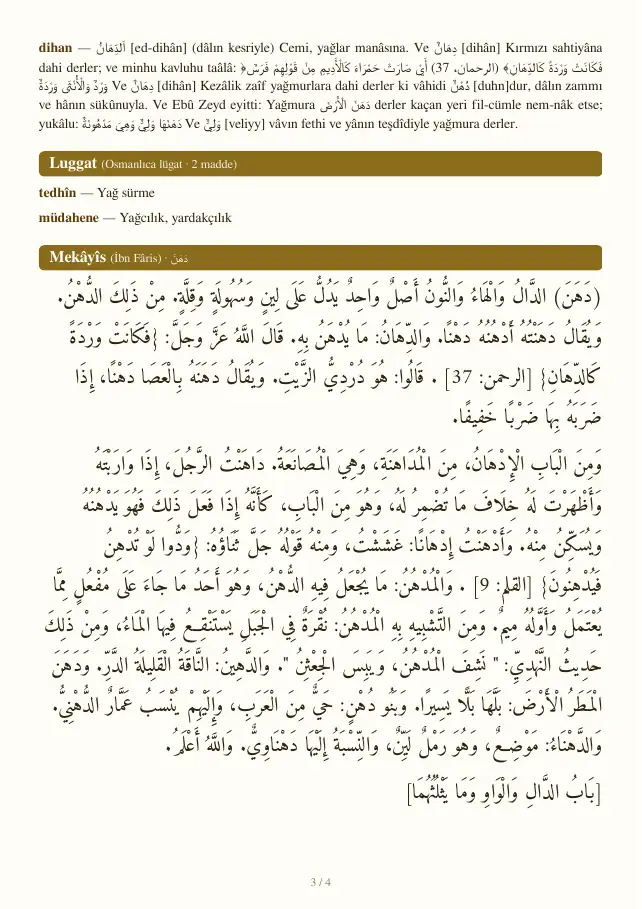 dihan — اَلدِّهَانُ [ed-dihân] (dâlın kesriyle) Cemi, yağlar manâsına. Ve دِهَانٌ [dihân] Kırmızı sahtiyâna
dahi derler; ve minhu kavluhu taâlâ: ﴿فَكَانَتْ وَرْدَةً كَالدِّهَانِ﴾ (الرحمان، 37) أَيْ صَارَتْ حَمْرَاءَ كَالْأَدِيمِ مِنْ قَوْلِهِمْ فَرَسٌ
وَرْدٌ وَالْأُنْثَى وَرْدَةٌ Ve دِهَانٌ [dihân] Kezâlik zaîf yağmurlara dahi derler ki vâhidi دُهْنٌ [duhn]dur, dâlın zammı
ve hânın sükûnuyla. Ve Ebû Zeyd eyitti: Yağmura دَهَنَ الْأَرْضَ derler kaçan yeri fil-cümle nem-nâk etse;
yukâlu: دَهَنَهَا وَلِيٌّ وَهِيَ مَدْهُونَةٌ Ve وَلِيٌّ [veliyy] vâvın fethi ve yânın teşdîdiyle yağmura derler.
Luggat (Osmanlıca lügat · 2 madde)
tedhîn — Yağ sürme
müdahene — Yağcılık, yardakçılık
Mekâyîs (İbn Fâris) · دَهَنَ
(دَهَنَ) الدَّالُ وَالْهَاءُ وَالنُّونُ أَصْلٌ وَاحِدٌ يَدُلُّ عَلَى لِينٍ وَسُهُولَةٍ وَقِلَّةٍ. مِنْ ذَلِكَ الدُّهْنُ.
وَيُقَالُ دَهَنْتُهُ أَدْهُنُهُ دَهْنًا. وَالدِّهَانُ: مَا يُدْهَنُ بِهِ. قَالَ اللَّهُ عَزَّ وَجَلَّ: {فَكَانَتْ وَرْدَةً
كَالدِّهَانِ} [الرحمن: 37] . قَالُوا: هُوَ دُرْدِيُّ الزَّيْتِ. وَيُقَالُ دَهَنَهُ بِالْعَصَا دَهْنًا، إِذَا
ضَرَبَهُ بِهَا ضَرْبًا خَفِيفًا.
وَمِنَ الْبَابِ الْإِدْهَانُ، مِنَ الْمُدَاهَنَةِ، وَهِيَ الْمُصَانَعَةُ. دَاهَنْتُ الرَّجُلَ، إِذَا وَارَبْتَهُ
وَأَظْهَرْتَ لَهُ خِلَافَ مَا تُضْمِرُ لَهُ، وَهُوَ مِنَ الْبَابِ، كَأَنَّهُ إِذَا فَعَلَ ذَلِكَ فَهُوَ يَدْهُنُهُ
وَيُسَكِّنُ مِنْهُ. وَأَدْهَنْتُ إِدْهَانًا: غَشَشْتُ، وَمِنْهُ قَوْلُهُ جَلَّ ثَنَاؤُهُ: {وَدُّوا لَوْ تُدْهِنُ
فَيُدْهِنُونَ} [القلم: 9] . وَالْمُدْهُنُ: مَا يُجْعَلُ فِيهِ الدُّهْنُ، وَهُوَ أَحَدُ مَا جَاءَ عَلَى مُفْعُلٍ مِمَّا
يُعْتَمَلُ وَأَوَّلُهُ مِيمٌ. وَمِنَ التَّشْبِيهِ بِهِ الْمُدْهُنُ: نُقْرَةٌ فِي الْجَبَلِ يَسْتَنْقِعُ فِيهَا الْمَاءُ، وَمِنْ ذَلِكَ
حَدِيثُ النَّهْدِيِّ: " نَشِفَ الْمُدْهُنُ، وَيَبِسَ الْجِعْثِنُ ". وَالدَّهِينُ: النَّاقَةُ الْقَلِيلَةُ الدَّرِّ. وَدَهَنَ
الْمَطَرُ الْأَرْضَ: بَلَّهَا بَلًّا يَسِيرًا. وَبَنُو دُهْنٍ: حَيٌّ مِنَ الْعَرَبِ، وَإِلَيْهِمْ يُنْسَبُ عَمَّارٌ الدُّهْنِيُّ.
وَالدَّهْنَاءُ: مَوْضِعٌ، وَهُوَ رَمْلٌ لَيِّنٌ، وَالنِّسْبَةُ إِلَيْهَا دَهْنَاوِيٌّ. وَاللَّهُ أَعْلَمُ.
[بَابُ الدَّالِ وَالْوَاوِ وَمَا يَثْلُثُهُمَا]
3 / 4